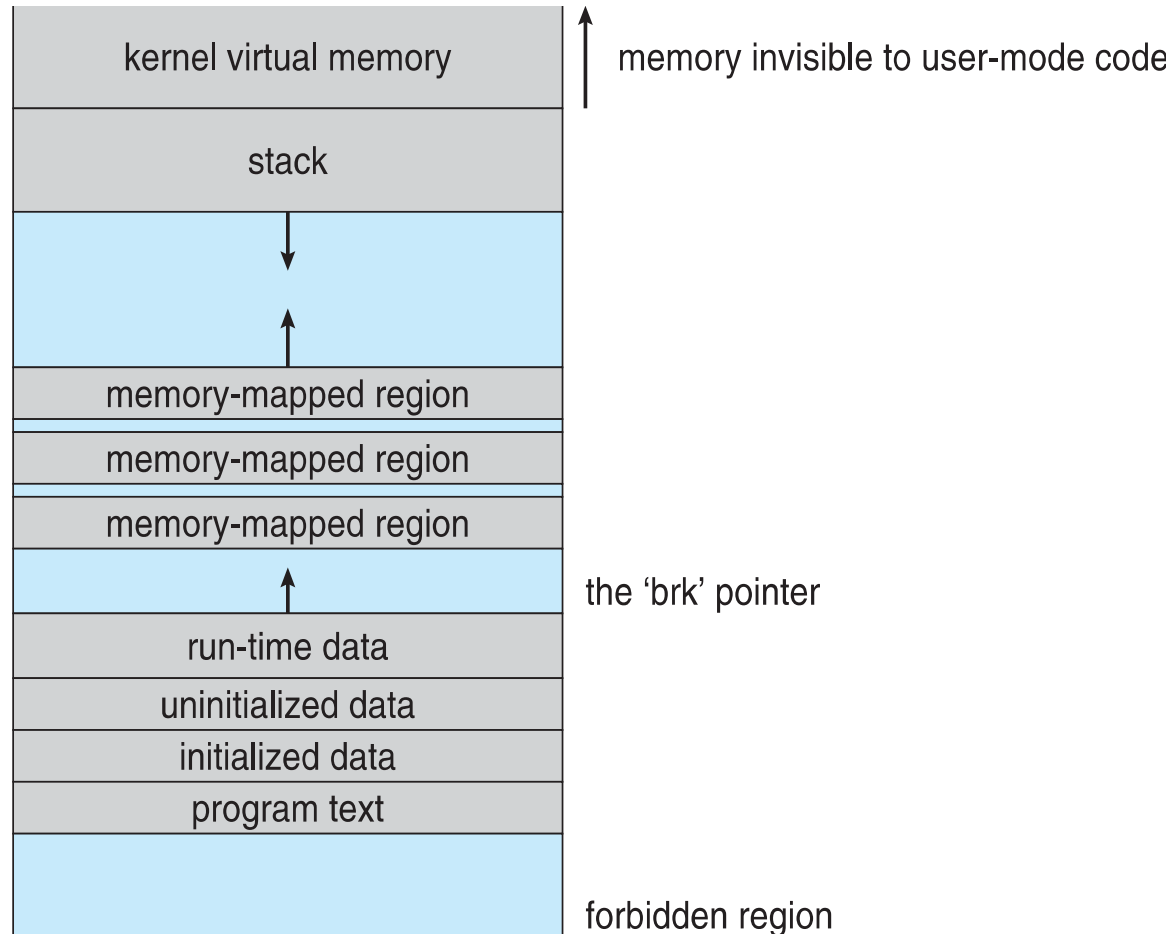 kernel virtual memory
memory invisible to user-mode code
stack
memory-mapped region
memory-mapped region
memory-mapped region
the ‘brk’ pointer
run-time data
uninitialized data
initialized data
program text
forbidden region